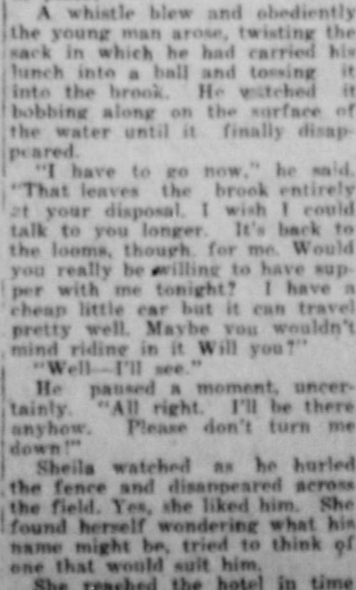 A whistle blew and obediently
the young man arose, twisting the
sack in which he had carried his
lunch into a ball and tossing it
into the brook. He watched it
bobbing along on the surface of
the water until it finally disap-
peared.
"I have to go now," he said.
"That leaves the brook entirely
at your disposal. I wish I could
talk to you longer. It's back to
the looms, though. for me. Would
you really be willing to have sup-
per with me tonight? I have a
cheap little car but it can travel
pretty well. Maybe you wouldn't
mind riding in it Will you?"
"Well—I'll see."
He paused a moment, uncer-
tainly. "All right. I'll be there
anyhow. Please don't turn me
down!"
Sheila watched as he hurled
the fence and disappeared across
the field. Yes, she liked him. She
found herself wondering what his
name might be, tried to think of
one that would suit him.
She reached the hotel in time